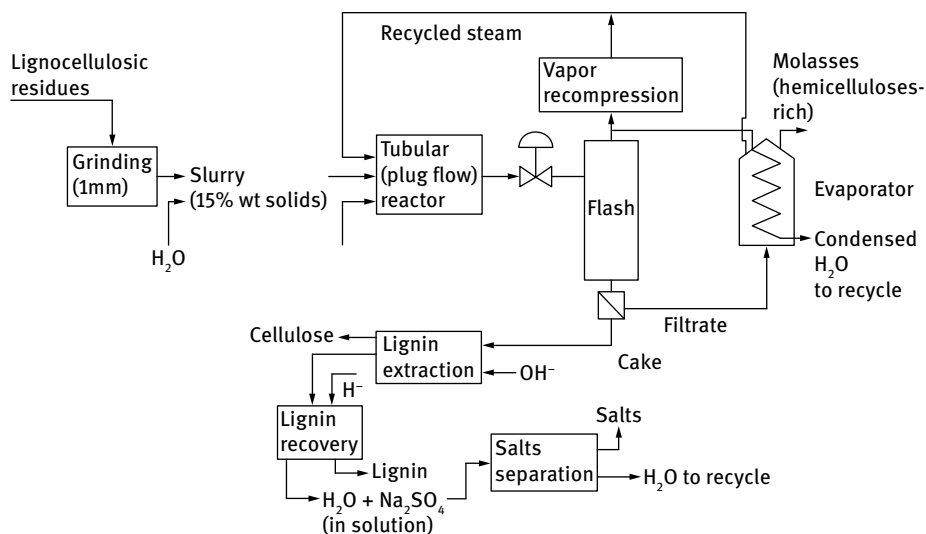 Recycled steam
Lignocellulosic
residues
Vapor
recompression
Molasses
(hemicelluloses-
rich)
Grinding
(1mm)
Slurry
(15% wt solids)
H₂O
Tubular
(plug flow)
reactor
Flash
Evaporator
Condensed
H₂O
to recycle
Filtrate
Cake
Cellulose
Lignin
extraction
OH⁻
H⁻
Lignin
recovery
Lignin
H₂O + Na₂SO₄
(in solution)
Salts
separation
Salts
H₂O to recycle